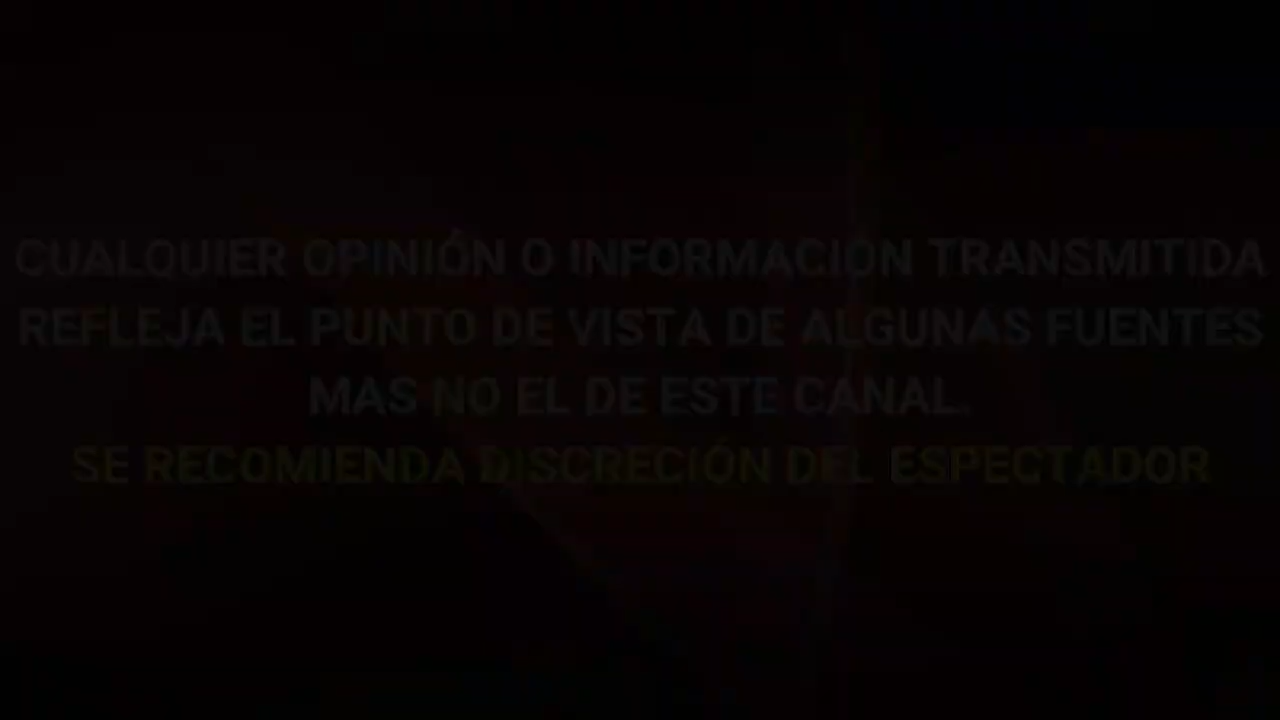 CUALQUIER OPINIÓN O INFORMACIÓN TRANSMITIDA
REFLEJA EL PUNTO DE VISTA DE ALGUNAS FUENTES
MAS NO EL DE ESTE CANAL.
SE RECOMIENDA DISCRECIÓN DEL ESPECTADOR